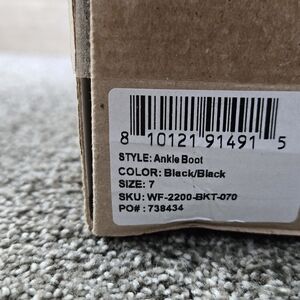 8 10121 91491 5
STYLE: Ankle Boot
COLOR: Black/Black
SIZE: 7
SKU: WF-2200-BKT-070
PO# : 738434